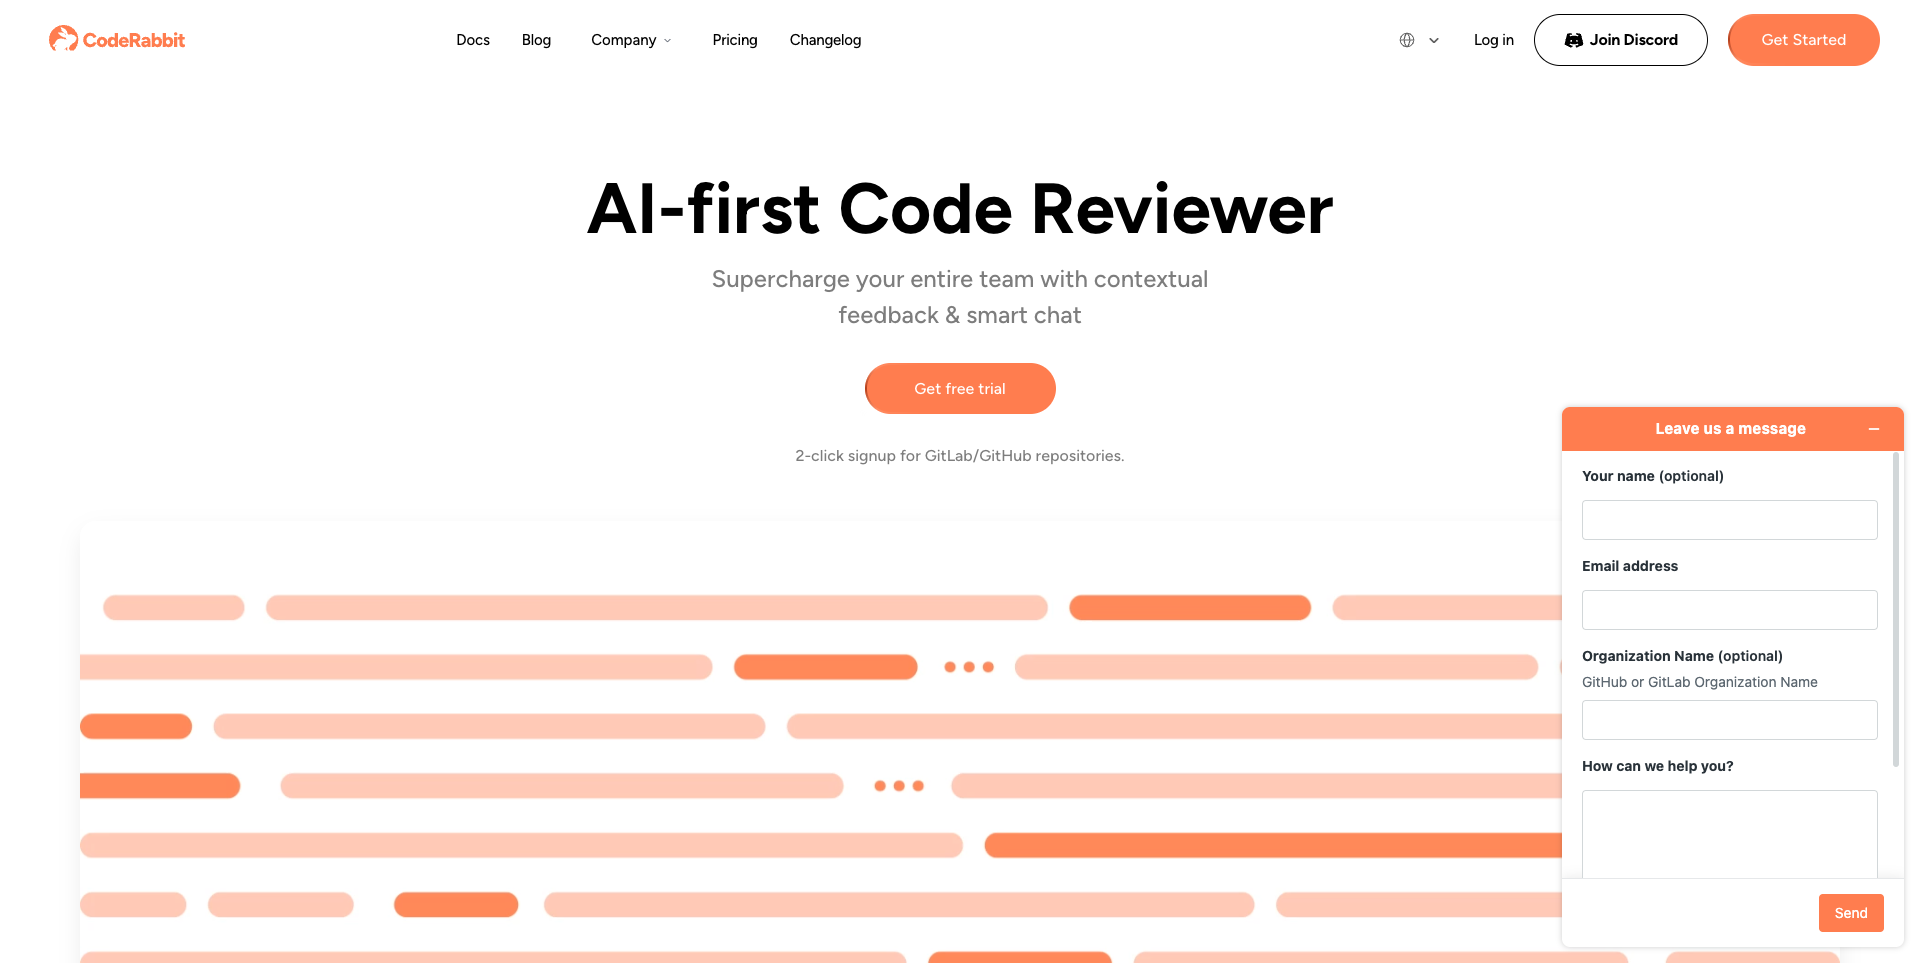 CodeRabbit
Docs
Blog
Company
Pricing
Changelog
Log in
Join Discord
Get Started
AI-first Code Reviewer
Supercharge your entire team with contextual
feedback & smart chat
Get free trial
2-click signup for GitLab/GitHub repositories.
Leave us a message
Your name (optional)
Email address
Organization Name (optional)
GitHub or GitLab Organization Name
How can we help you?
Send